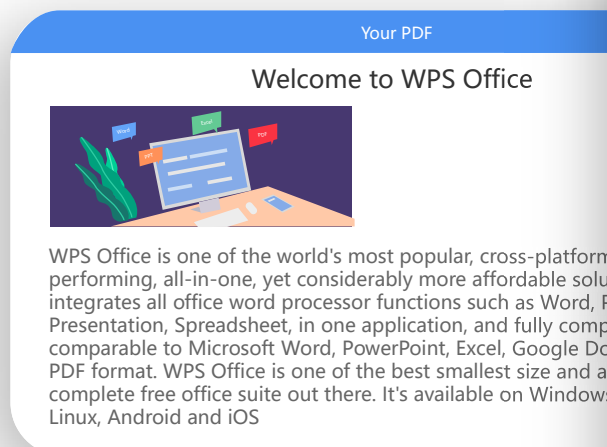 Your PDF
Welcome to WPS Office
Word
Excel
PPT
PDF
WPS Office is one of the world's most popular, cross-platform
performing, all-in-one, yet considerably more affordable solu
integrates all office word processor functions such as Word, P
Presentation, Spreadsheet, in one application, and fully comp
comparable to Microsoft Word, PowerPoint, Excel, Google Do
PDF format. WPS Office is one of the best smallest size and a
complete free office suite out there. It's available on Windows
Linux, Android and iOS